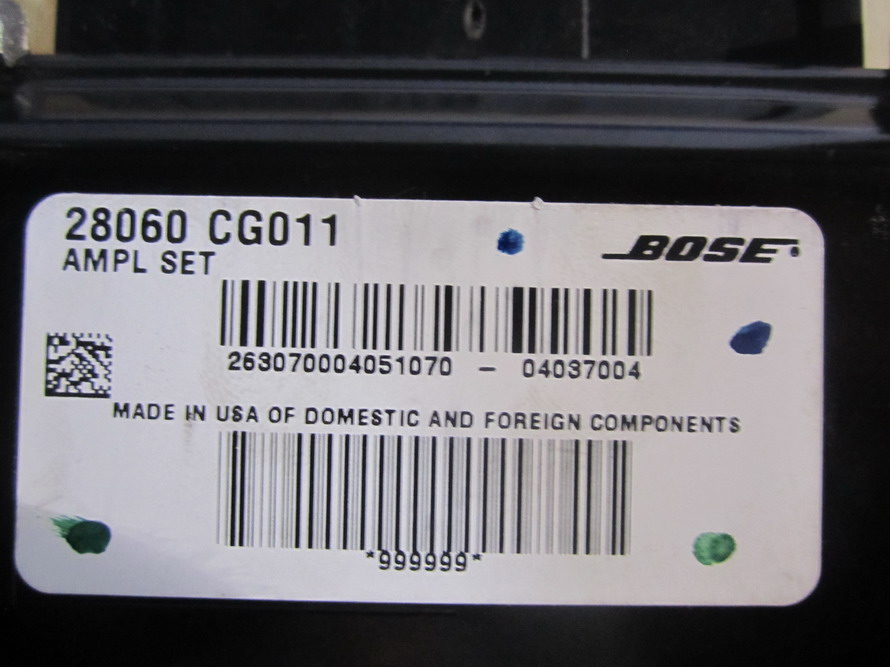 28060 CG011
AMPL SET
BOSE
263070004051070 - 04037004
MADE IN USA OF DOMESTIC AND FOREIGN COMPONENTS
*999999*